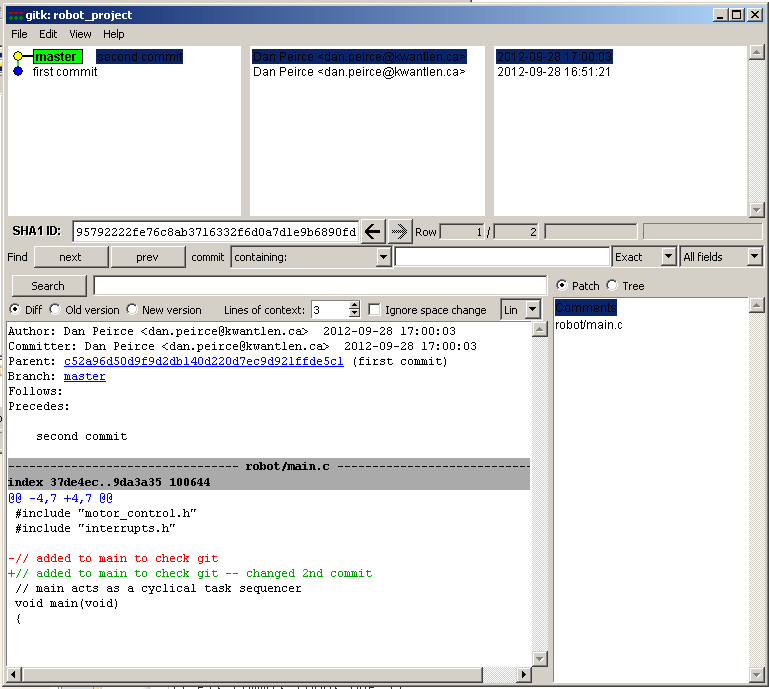 gitk: robot_project
File Edit View Help
master second commit Dan Peirce <dan.peirce@kwantlen.ca> 2012-09-28 17:00:03
first commit Dan Peirce <dan.peirce@kwantlen.ca> 2012-09-28 16:51:21
SHA1 ID: 95792222fe76c8ab3716332f6d0a7d1e9b6890fd Row 1 / 2
Find next prev commit containing: Exact All fields
Search Patch Tree
Diff Old version New version Lines of context: 3 Ignore space change Lin
Comments
robot/main.c
Author: Dan Peirce <dan.peirce@kwantlen.ca>  2012-09-28 17:00:03
Committer: Dan Peirce <dan.peirce@kwantlen.ca>  2012-09-28 17:00:03
Parent: c52a96d50d9f9d2db140d220d7ec9d921ffde5c1 (first commit)
Branch: master
Follows:
Precedes:
second commit
--------------------------------- robot/main.c ----------------------------
index 37de4ec..9da3a35 100644
@@ -4,7 +4,7 @@
#include "motor_control.h"
#include "interrupts.h"
-// added to main to check git
+// added to main to check git -- changed 2nd commit
// main acts as a cyclical task sequencer
void main(void)
{